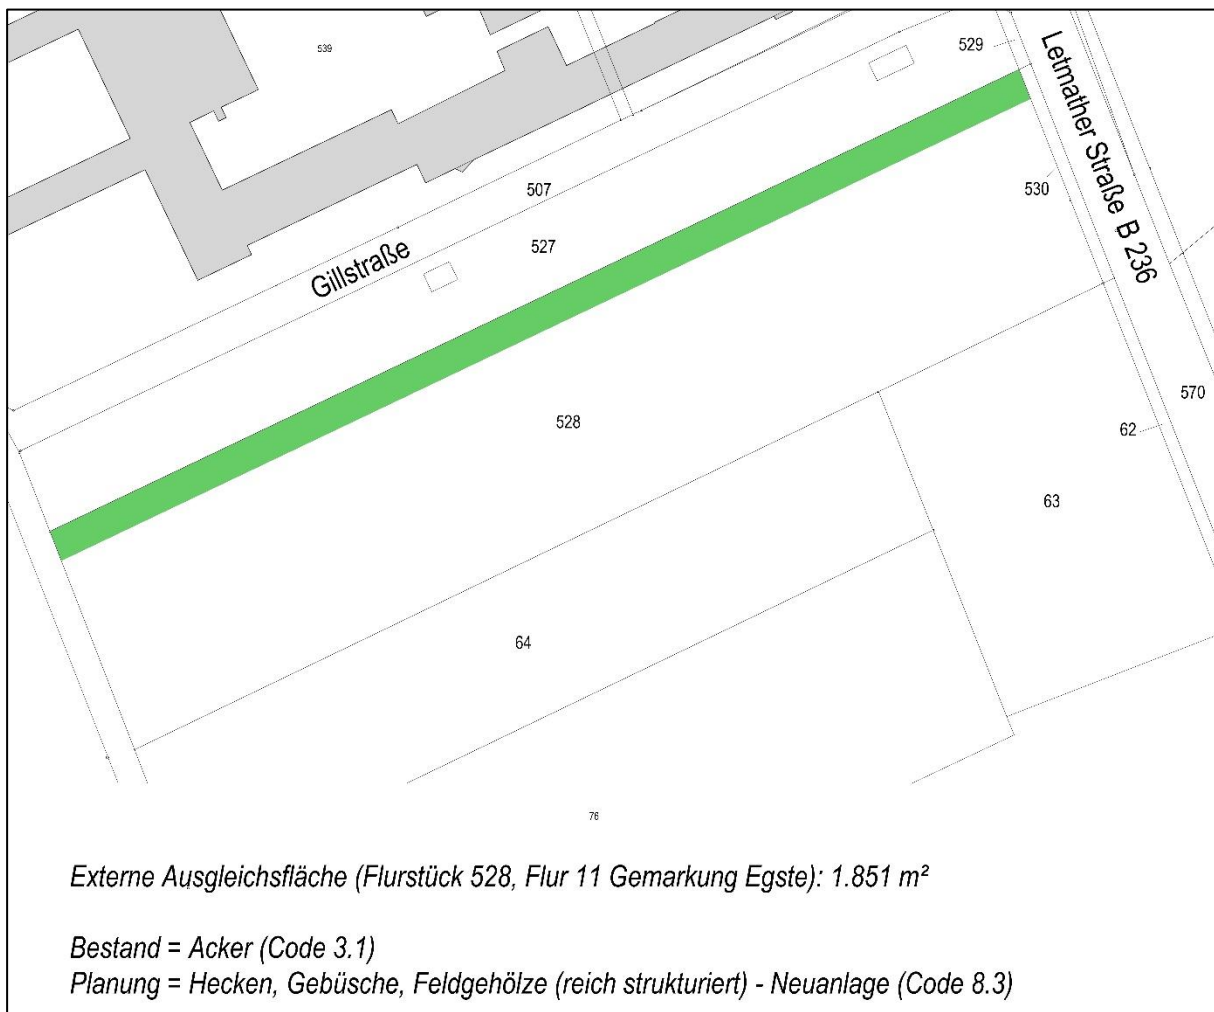 539
529
Letmather Straße B 236
507
530
527
Gillstraße
528
570
62
63
64
76
Externe Ausgleichsfläche (Flurstück 528, Flur 11 Gemarkung Egste): 1.851 m²
Bestand = Acker (Code 3.1)
Planung = Hecken, Gebüsche, Feldgehölze (reich strukturiert) - Neuanlage (Code 8.3)